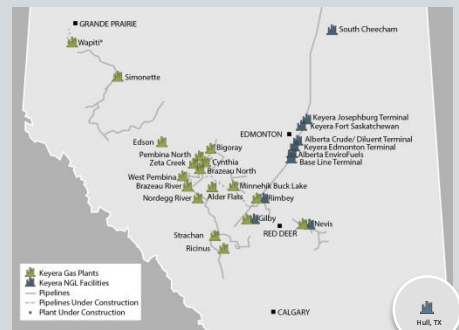 GRANDE PRAIRIE
Wapiti*
South Cheecham
Simonette
Keyera Josephburg Terminal
Keyera Fort Saskatchewan
EDMONTON
Alberta Crude/ Diluent Terminal
Keyera Edmonton Terminal
Alberta EnviroFuels
Base Line Terminal
Edson
Bigoray
Pembina North
Zeta Creek
Cynthia
Brazeau North
West Pembina
Brazeau River
Minnehik Buck Lake
Nordegg River
Alder Flats
Rimbey
Gilby
Nevis
RED DEER
Strachan
Ricinus
Keyera Gas Plants
Keyera NGL Facilities
Pipelines
Pipelines Under Construction
* Plant Under Construction
CALGARY
Hull, TX